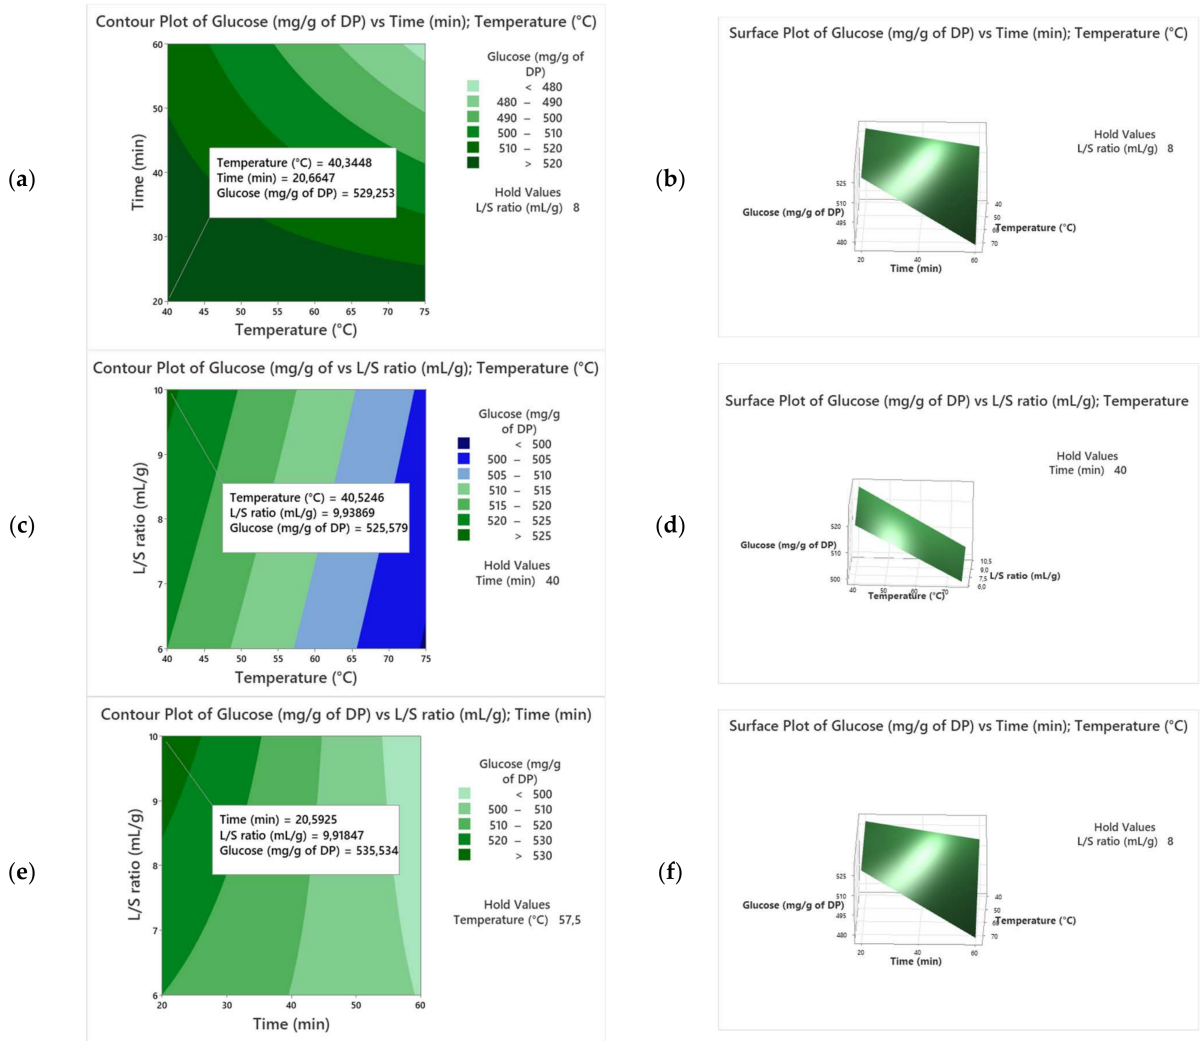 (a)
Contour Plot of Glucose (mg/g of DP) vs Time (min); Temperature (°C)
60
50
40
30
20
Time (min)
40 45 50 55 60 65 70 75
Temperature (°C)
Temperature (°C) = 40,3448
Time (min) = 20,6647
Glucose (mg/g of DP) = 529,253
Glucose (mg/g of
DP)
< 480
480 – 490
490 – 500
500 – 510
510 – 520
> 520
Hold Values
L/S ratio (mL/g) 8
(b)
Surface Plot of Glucose (mg/g of DP) vs Time (min); Temperature (°C)
Hold Values
L/S ratio (mL/g) 8
525
510
495
480
Glucose (mg/g of DP)
20 40 60
Time (min)
40
50
60
70
Temperature (°C)
(c)
Contour Plot of Glucose (mg/g of vs L/S ratio (mL/g); Temperature (°C)
10
9
8
7
6
L/S ratio (mL/g)
40 45 50 55 60 65 70 75
Temperature (°C)
Temperature (°C) = 40,5246
L/S ratio (mL/g) = 9,93869
Glucose (mg/g of DP) = 525,579
Glucose (mg/g
of DP)
< 500
500 – 505
505 – 510
510 – 515
515 – 520
520 – 525
> 525
Hold Values
Time (min) 40
(d)
Surface Plot of Glucose (mg/g of DP) vs L/S ratio (mL/g); Temperature
Hold Values
Time (min) 40
520
510
500
Glucose (mg/g of DP)
40 50 60 70
Temperature (°C)
10,5
9,0
7,5
6,0
L/S ratio (mL/g)
(e)
Contour Plot of Glucose (mg/g of DP) vs L/S ratio (mL/g); Time (min)
10
9
8
7
6
L/S ratio (mL/g)
20 30 40 50 60
Time (min)
Time (min) = 20,5925
L/S ratio (mL/g) = 9,91847
Glucose (mg/g of DP) = 535,534
Glucose (mg/g
of DP)
< 500
500 – 510
510 – 520
520 – 530
> 530
Hold Values
Temperature (°C) 57,5
(f)
Surface Plot of Glucose (mg/g of DP) vs Time (min); Temperature (°C)
Hold Values
L/S ratio (mL/g) 8
525
510
495
480
Glucose (mg/g of DP)
20 40 60
Time (min)
40
50
60
70
Temperature (°C)